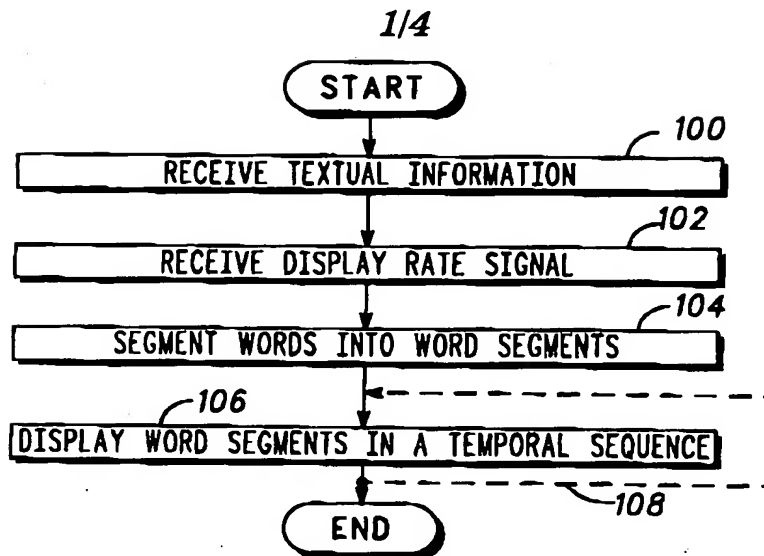 1/4
START
100
RECEIVE TEXTUAL INFORMATION
102
RECEIVE DISPLAY RATE SIGNAL
104
SEGMENT WORDS INTO WORD SEGMENTS
106
DISPLAY WORD SEGMENTS IN A TEMPORAL SEQUENCE
108
END